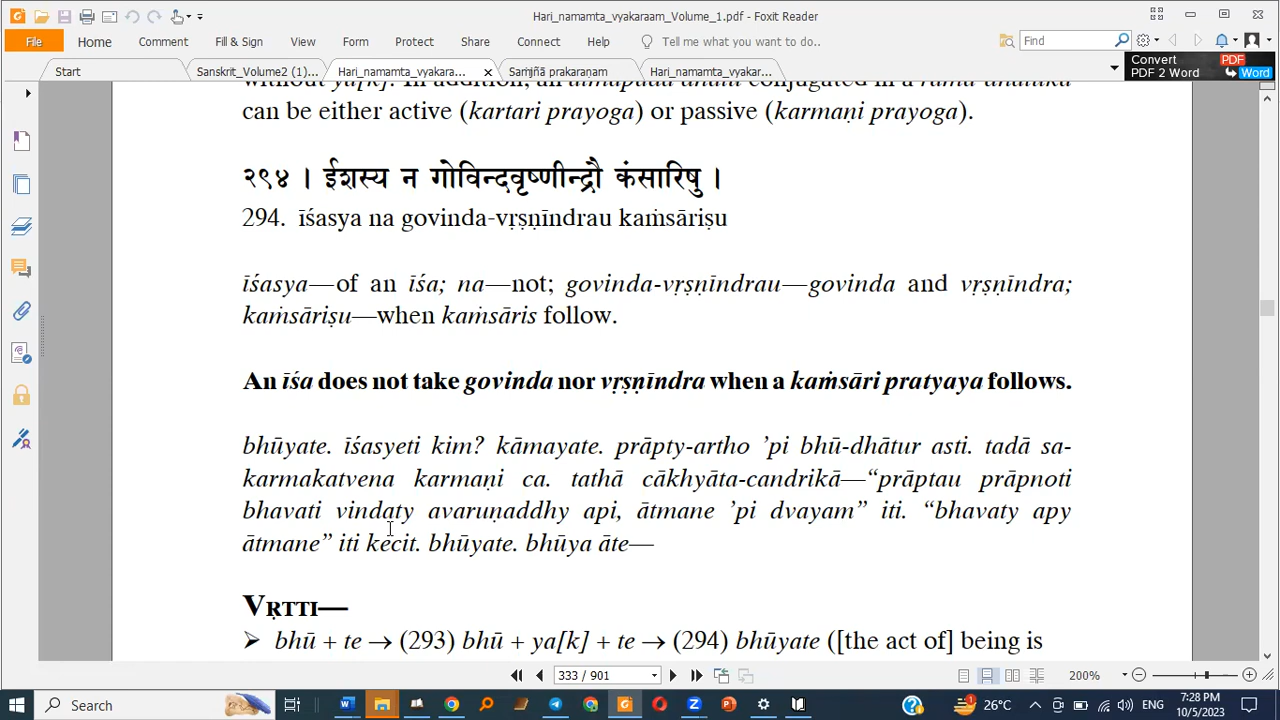 Hari_namamta_vyakaraam_Volume_1.pdf - Foxit Reader
File Home Comment Fill & Sign View Form Protect Share Connect Help Tell me what you want to do.. Find
Start Sanskrit_Volume2 (1)... Hari_namamta_vyakara... Saṁjñā prakaraṇam Hari_namamta_vyakar...
Convert PDF
PDF 2 Word Word
can be either active (kartari prayoga) or passive (karmaṇi prayoga).
२९४ । ईशस्य न गोविन्दवृष्णीन्द्रौ कंसारिषु ।
294. īśasya na govinda-vṛṣṇīndrau kaṁsāriṣu
īśasya—of an īśa; na—not; govinda-vṛṣṇīndrau—govinda and vṛṣṇīndra;
kaṁsāriṣu—when kaṁsāris follow.
An īśa does not take govinda nor vṛṣṇīndra when a kaṁsāri pratyaya follows.
bhūyate. īśasyeti kim? kāmayate. prāpty-artho ’pi bhū-dhātur asti. tadā sa-
karmakatvena karmaṇi ca. tathā cākhyāta-candrikā—“prāptau prāpnoti
bhavati vindaty avaruṇaddhy api, ātmane ’pi dvayam” iti. “bhavaty apy
ātmane” iti kecit. bhūyate. bhūya āte—
VṚTTI—
➢ bhū + te → (293) bhū + ya[k] + te → (294) bhūyate ([the act of] being is
333 / 901 200%
Search 26°C 7:28 PM
10/5/2023